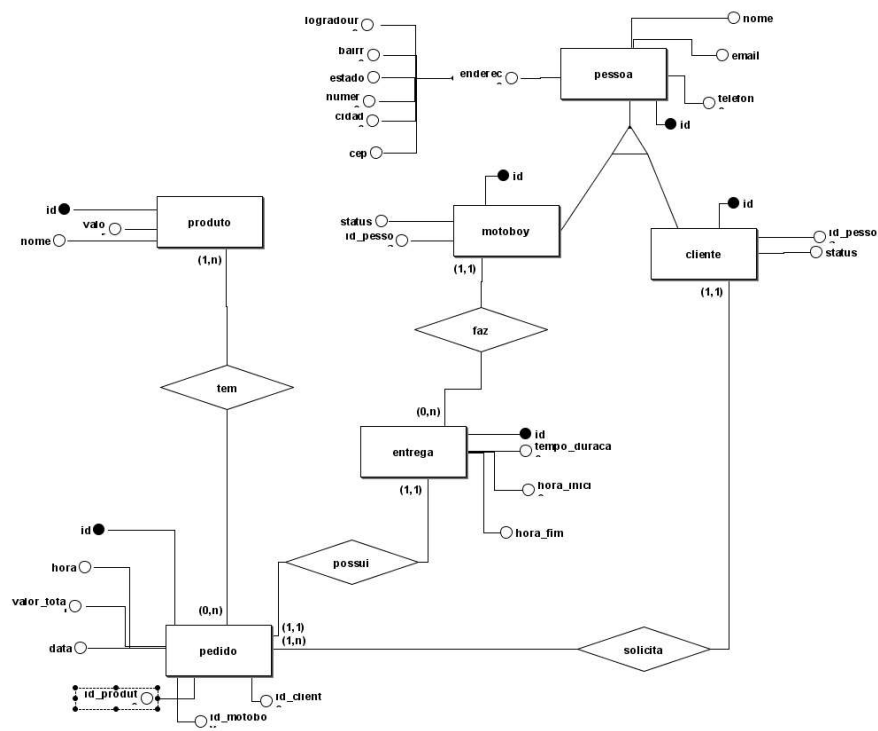 logradour
nome
bairr
email
enderec
pessoa
estado
telefon
numer
cidad
id
cep
id
id
status
id_pesso
motoboy
id_pesso
cliente
status
(1,1)
(1,1)
id
valo
produto
nome
(1,n)
faz
tem
(0,n)
id
entrega
tempo_duraca
(1,1)
hora_inici
id
hora_fim
hora
possui
valor_tota
(0,n)
(1,1)
(1,n)
data
pedido
solicita
id_produt
id_client
id_motobo